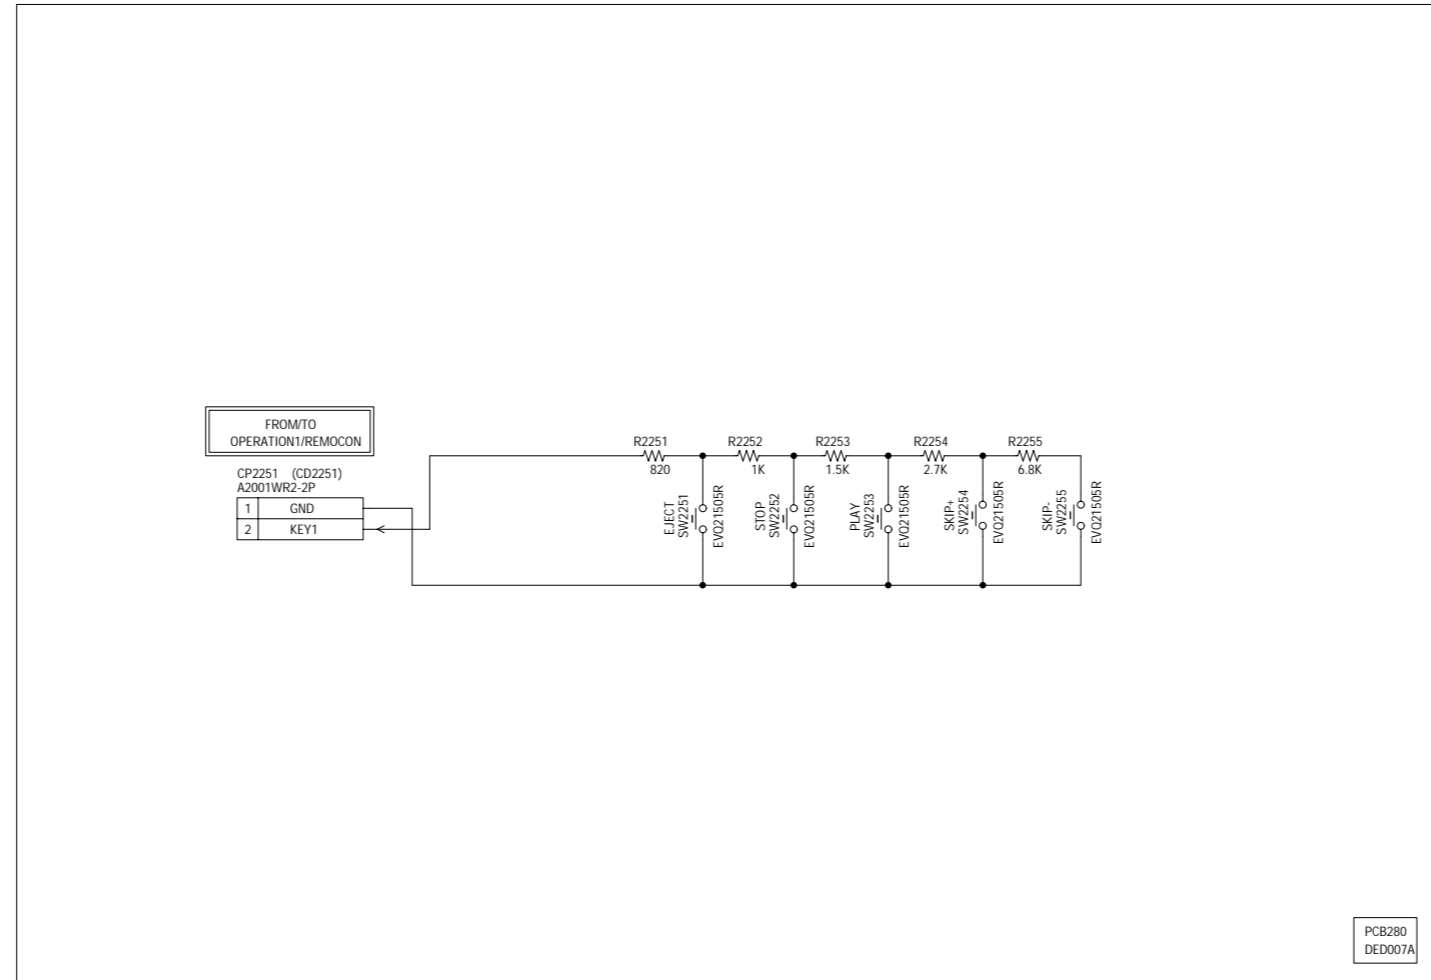 FROM/TO
OPERATION1/REMOCON
CP2251 (CD2251)
A2001WR2-2P
1 GND
2 KEY1
R2251
820
R2252
1K
R2253
1.5K
R2254
2.7K
R2255
6.8K
EJECT
SW2251
EVQ21505R
STOP
SW2252
EVQ21505R
PLAY
SW2253
EVQ21505R
SKIP+
SW2254
EVQ21505R
SKIP-
SW2255
EVQ21505R
PCB280
DED007A